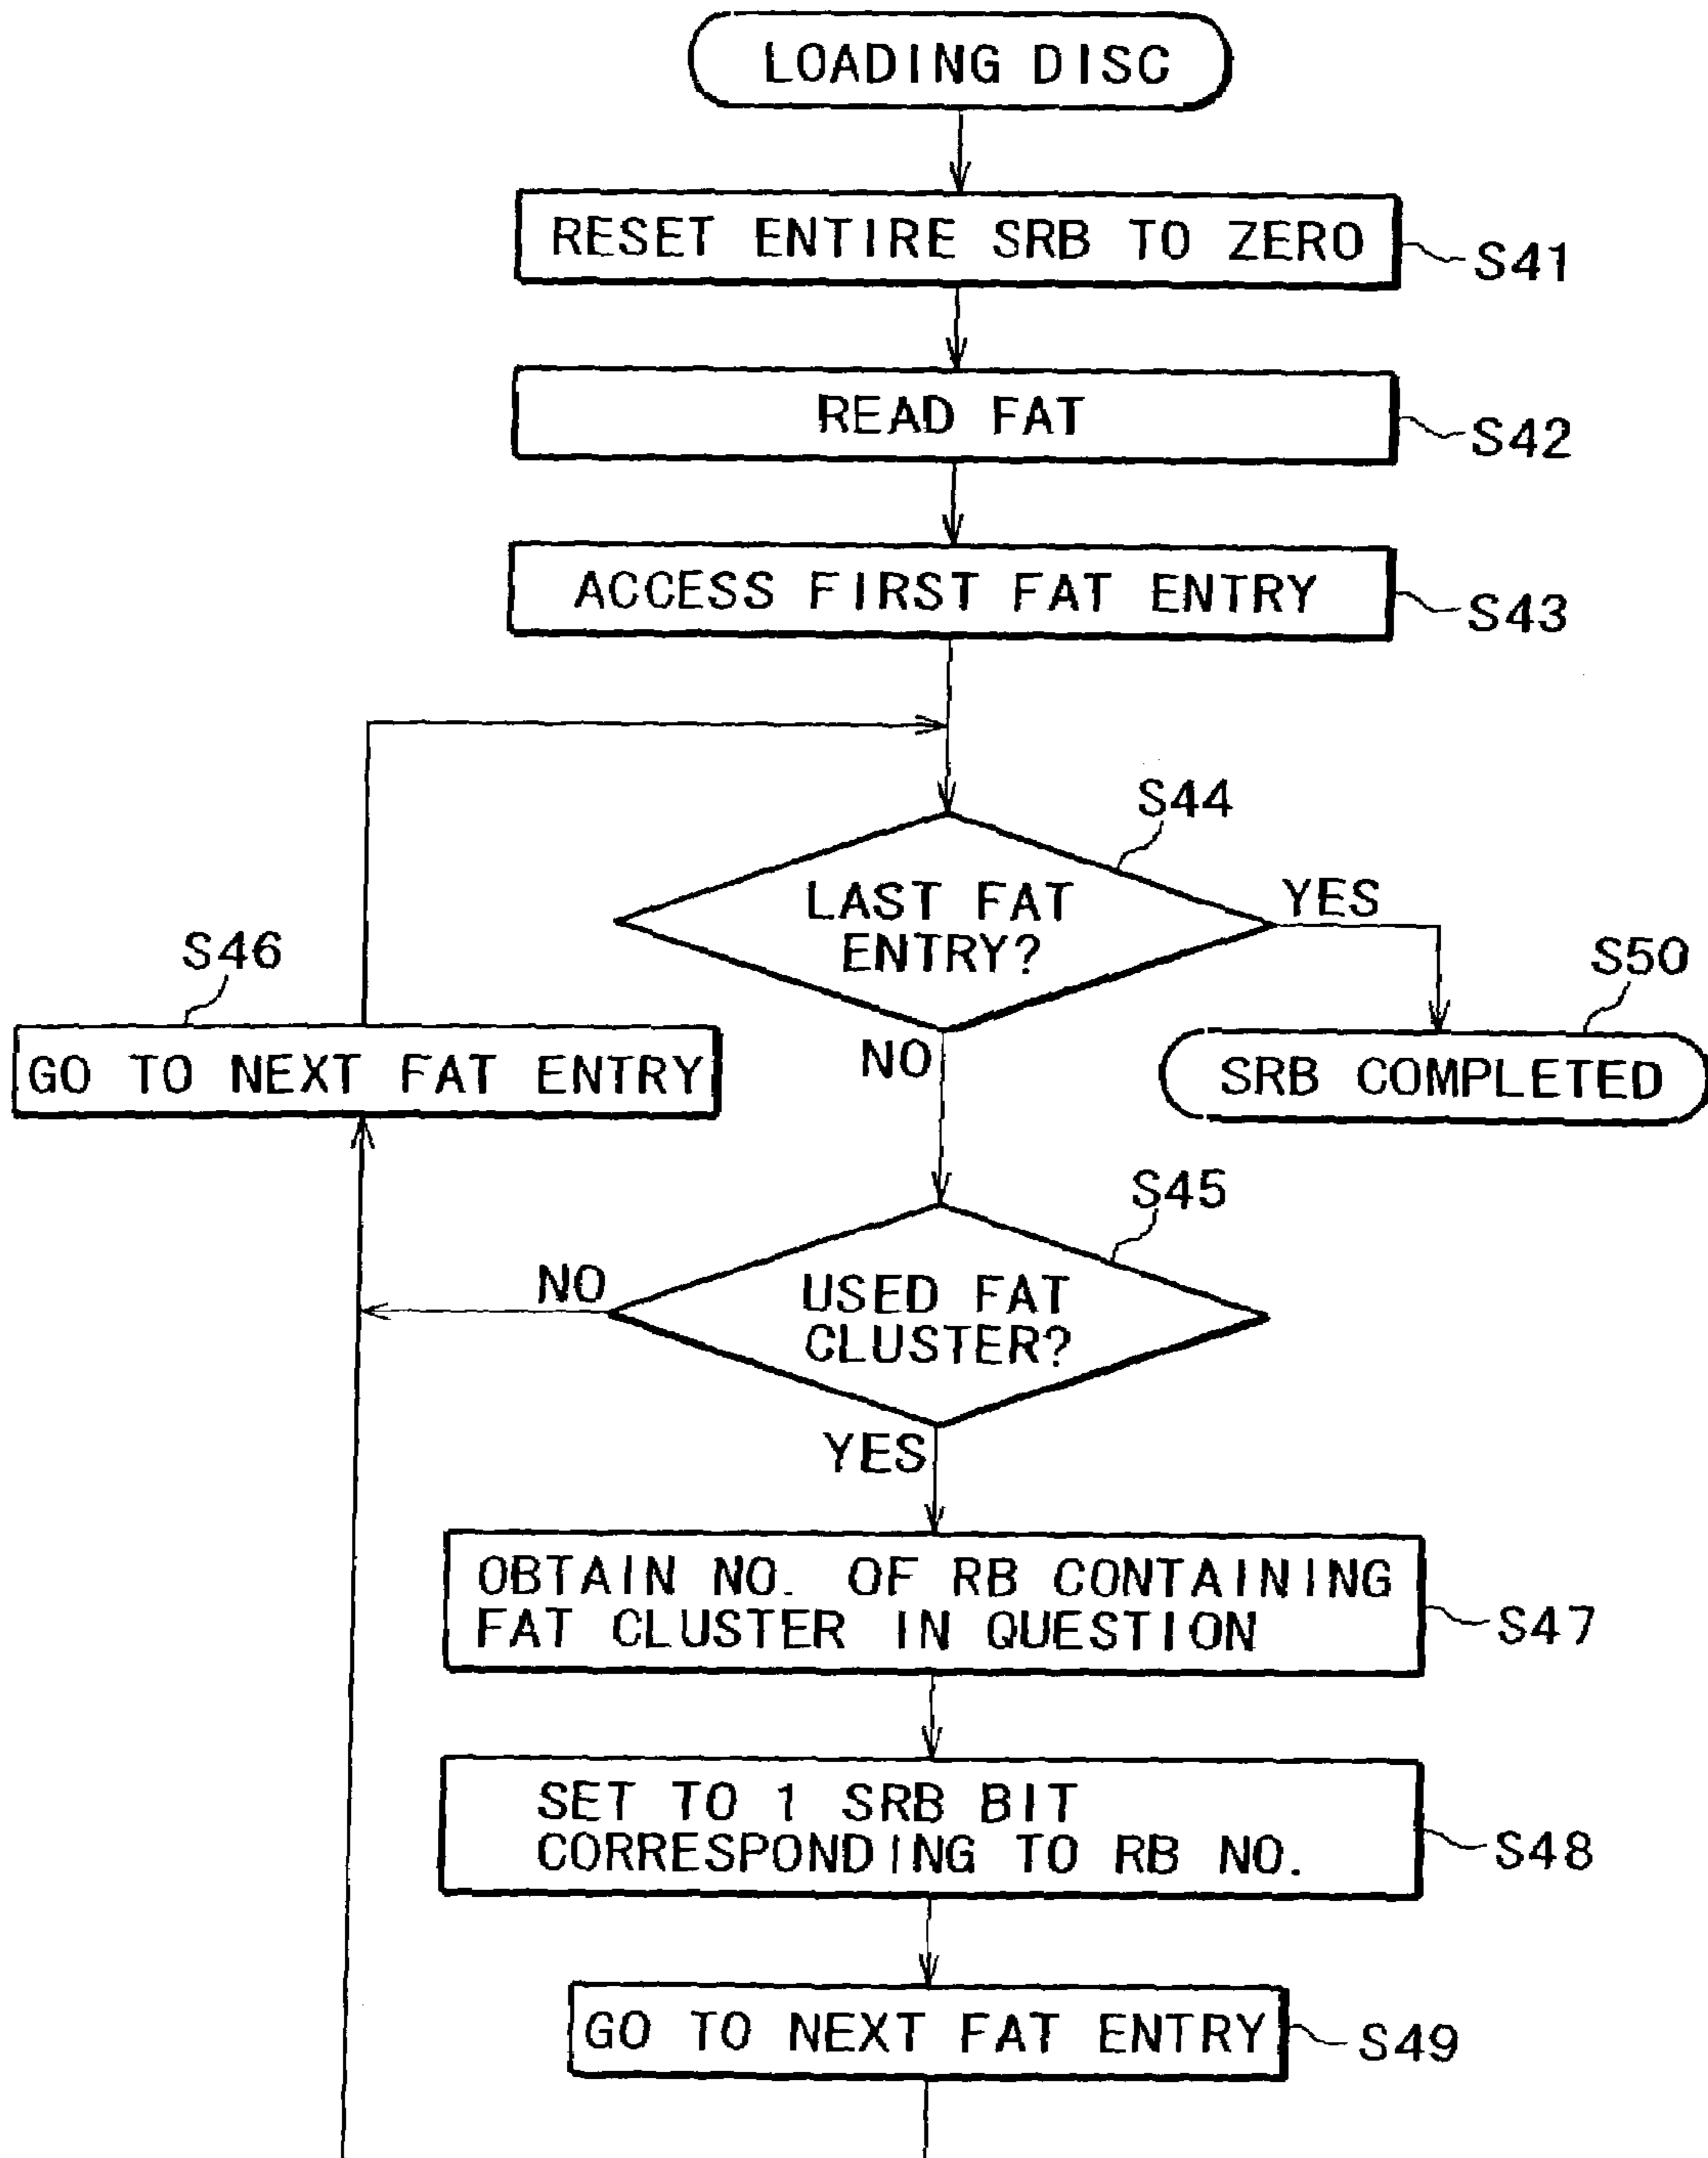 LOADING DISC
RESET ENTIRE SRB TO ZERO
S41
READ FAT
S42
ACCESS FIRST FAT ENTRY
S43
S44
LAST FAT
ENTRY?
YES
S46
S50
GO TO NEXT FAT ENTRY
NO
SRB COMPLETED
S45
NO
USED FAT
CLUSTER?
YES
OBTAIN NO. OF RB CONTAINING
FAT CLUSTER IN QUESTION
S47
SET TO 1 SRB BIT
CORRESPONDING TO RB NO.
S48
GO TO NEXT FAT ENTRY
S49